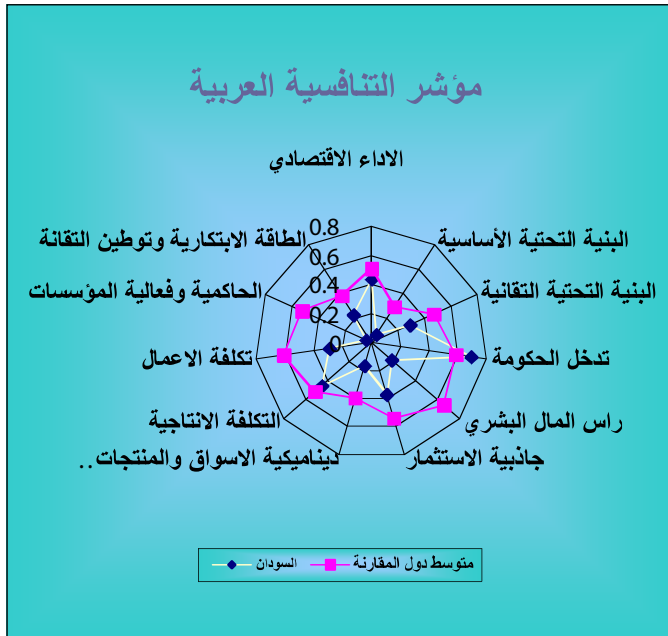 مؤشر التنافسية العربية
الاداء الاقتصادي
البنية التحتية الأساسية
البنية التحتية التقانة
تدخل الحكومة
راس المال البشري
جاذبية الاستثمار
ديناميكية الاسواق والمنتجات..
التكلفة الانتاجية
تكلفة الاعمال
الحاكمية وفعالية المؤسسات
الطاقة الابتكارية وتوطين التقانة
0.8
0.6
0.4
0.2
0
السودان
متوسط دول المقارنة